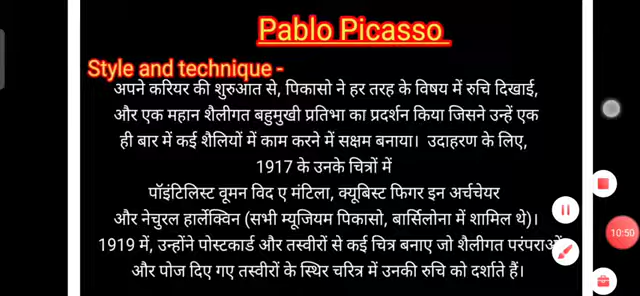 Pablo Picasso
Style and technique -
अपने करियर की शुरुआत से, पिकासो ने हर तरह के विषय में रुचि दिखाई,
और एक महान शैलीगत बहुमुखी प्रतिभा का प्रदर्शन किया जिसने उन्हें एक
ही बार में कई शैलियों में काम करने में सक्षम बनाया। उदाहरण के लिए,
1917 के उनके चित्रों में
पॉइंटिलिस्ट वूमन विद ए मंटिला, क्यूबिस्ट फिगर इन अर्चचेयर
और नेचुरल हार्लेक्विन (सभी म्यूजियम पिकासो, बार्सिलोना में शामिल थे)।
1919 में, उन्होंने पोस्टकार्ड और तस्वीरों से कई चित्र बनाए जो शैलीगत परंपराओं
और पोज दिए गए तस्वीरों के स्थिर चरित्र में उनकी रुचि को दर्शाते हैं।
10:50